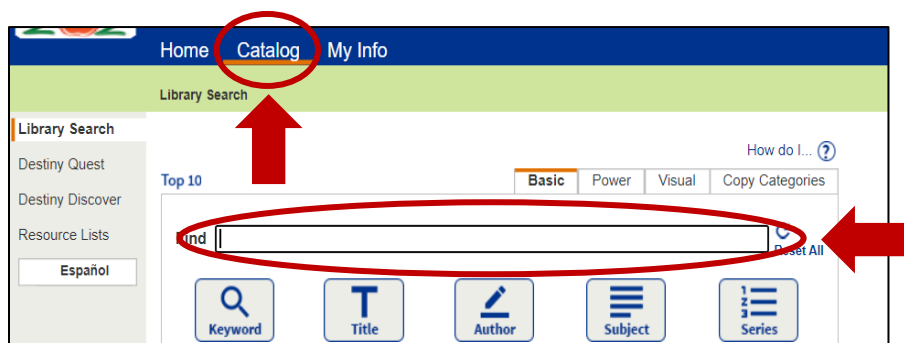 Home Catalog My Info
Library Search
Library Search
Destiny Quest
Destiny Discover
Resource Lists
Español
How do I... ?
Top 10
Basic Power Visual Copy Categories
Find
Reset All
Keyword Title Author Subject Series